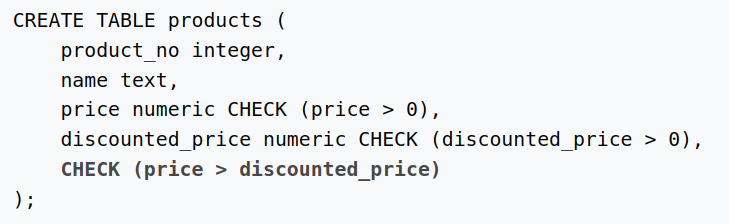 CREATE TABLE products (
    product_no integer,
    name text,
    price numeric CHECK (price > 0),
    discounted_price numeric CHECK (discounted_price > 0),
    CHECK (price > discounted_price)
);